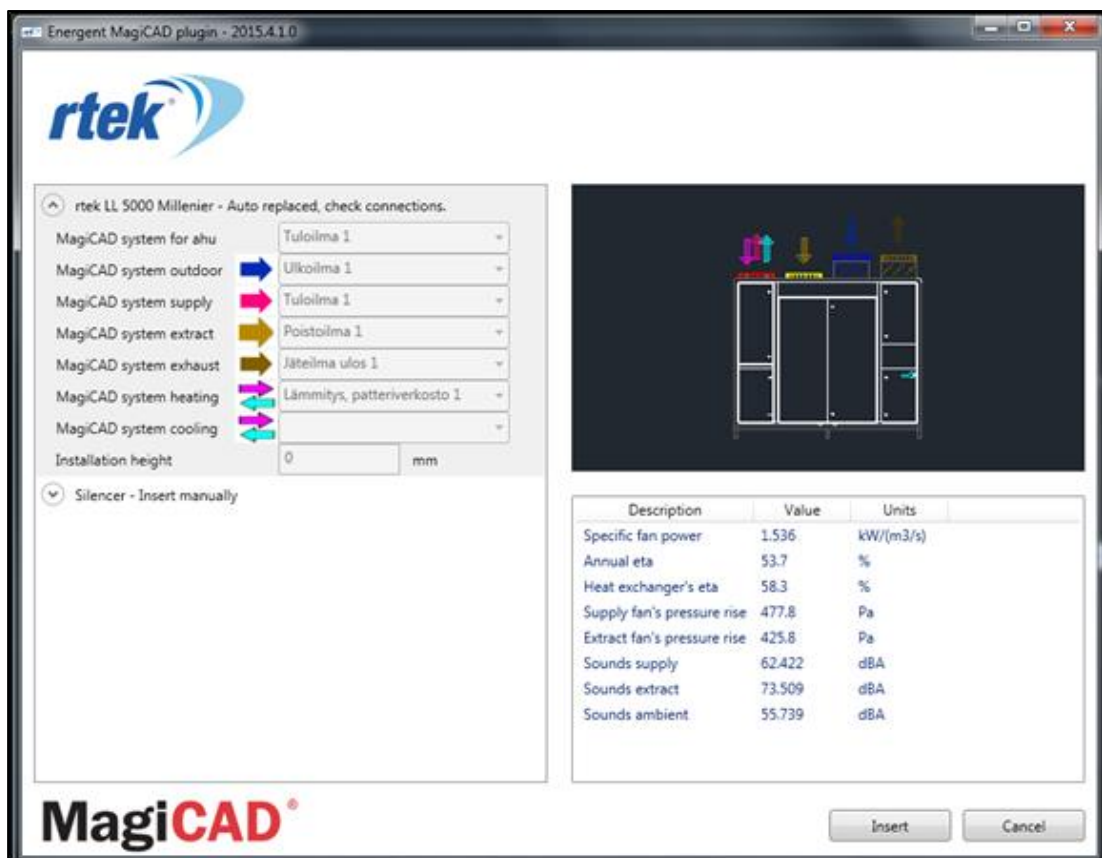 Energent MagiCAD plugin - 2015.4.1.0
rtek®
rtek LL 5000 Millenier - Auto replaced, check connections.
MagiCAD system for ahu Tuloilma 1
MagiCAD system outdoor Ulkoilma 1
MagiCAD system supply Tuloilma 1
MagiCAD system extract Poistoilma 1
MagiCAD system exhaust Jäteilma ulos 1
MagiCAD system heating Lämmitys, patteriverkosto 1
MagiCAD system cooling
Installation height 0 mm
Silencer - Insert manually
Description Value Units
Specific fan power 1.536 kW/(m3/s)
Annual eta 53.7 %
Heat exchanger's eta 58.3 %
Supply fan's pressure rise 477.8 Pa
Extract fan's pressure rise 425.8 Pa
Sounds supply 62.422 dBA
Sounds extract 73.509 dBA
Sounds ambient 55.739 dBA
MagiCAD®
Insert Cancel